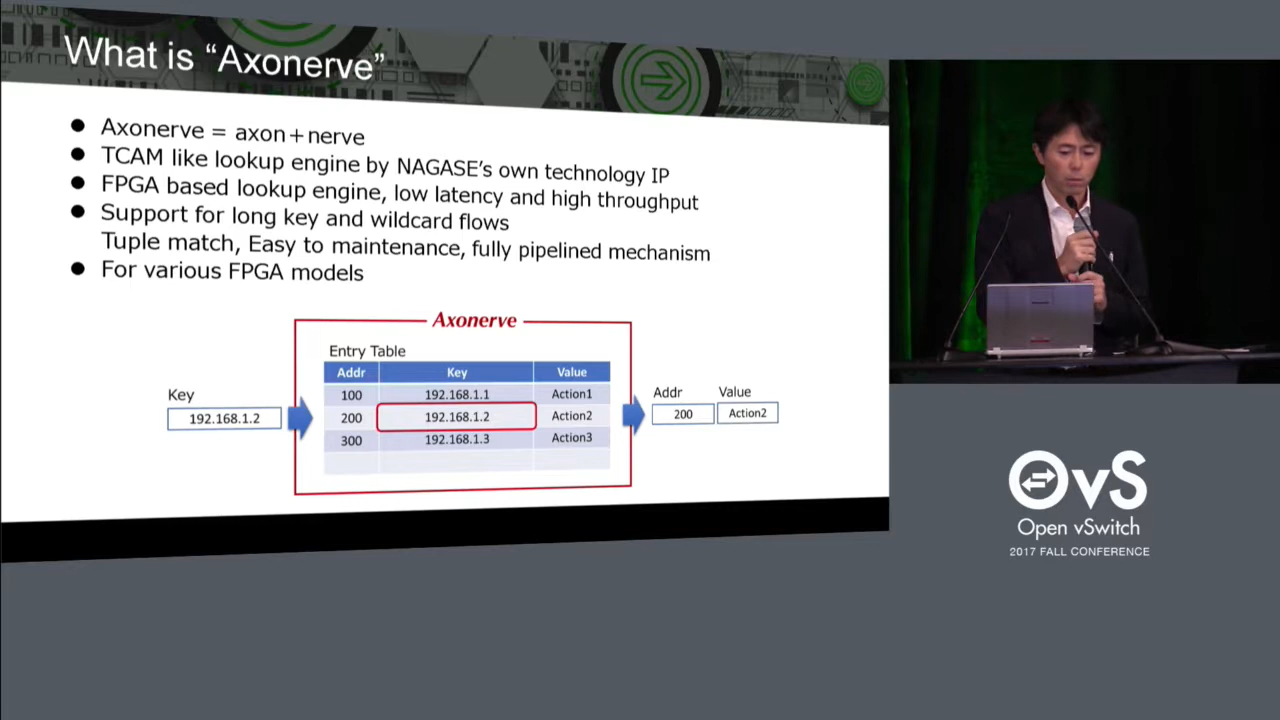 What is “Axonerve”
● Axonerve = axon+nerve
● TCAM like lookup engine by NAGASE’s own technology IP
● FPGA based lookup engine, low latency and high throughput
● Support for long key and wildcard flows
Tuple match, Easy to maintenance, fully pipelined mechanism
● For various FPGA models
Axonerve
Entry Table
Addr Key Value
100 192.168.1.1 Action1
200 192.168.1.2 Action2
300 192.168.1.3 Action3
Key
192.168.1.2
Addr Value
200 Action2
OvS
Open vSwitch
2017 FALL CONFERENCE